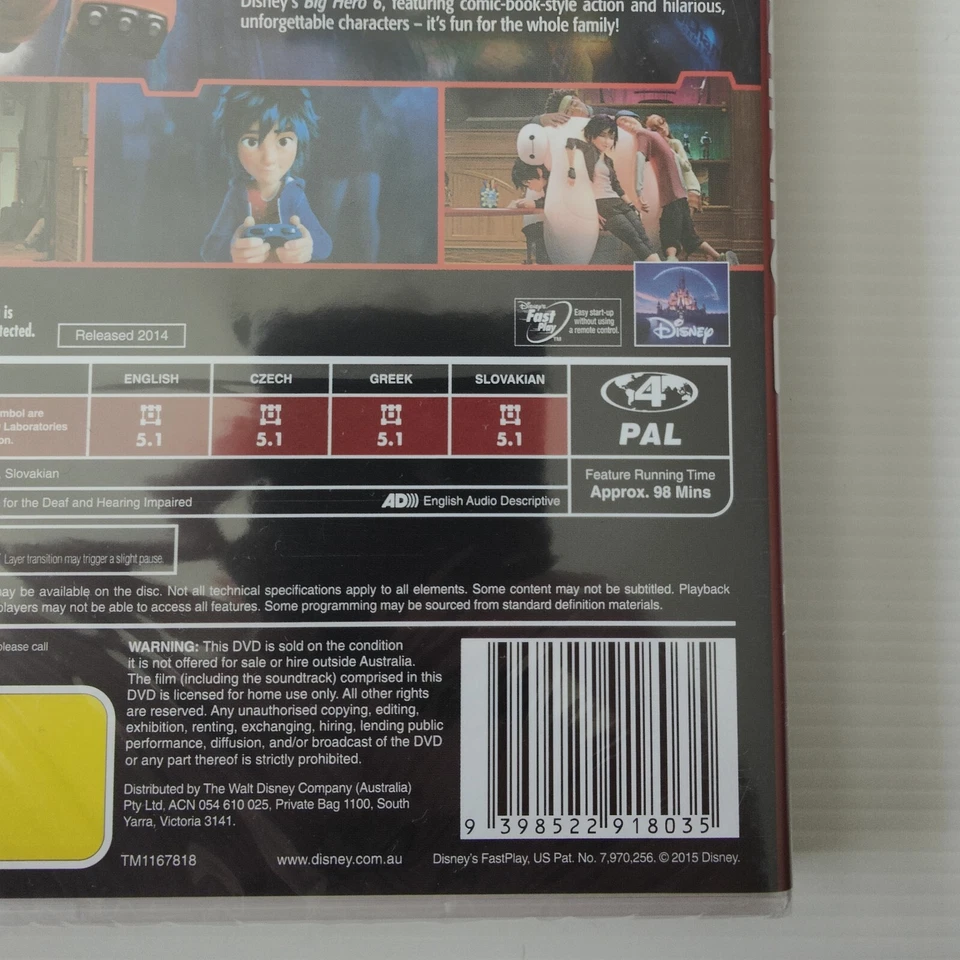 Disney's Big Hero 6, featuring comic-book-style action and hilarious,
unforgettable characters – it's fun for the whole family!
is
tected.
Released 2014
Disney's
Fast
Play
TM
Easy start-up
without using
a remote control.
Disney
ENGLISH
CZECH
GREEK
SLOVAKIAN
4
PAL
mbol are
Laboratories
on.
5.1
5.1
5.1
5.1
Slovakian
Feature Running Time
Approx. 98 Mins
for the Deaf and Hearing Impaired
AD))) English Audio Descriptive
Layer transition may trigger a slight pause.
may be available on the disc. Not all technical specifications apply to all elements. Some content may not be subtitled. Playback
players may not be able to access all features. Some programming may be sourced from standard definition materials.
please call
WARNING: This DVD is sold on the condition
it is not offered for sale or hire outside Australia.
The film (including the soundtrack) comprised in this
DVD is licensed for home use only. All other rights
are reserved. Any unauthorised copying, editing,
exhibition, renting, exchanging, hiring, lending public
performance, diffusion, and/or broadcast of the DVD
or any part thereof is strictly prohibited.
Distributed by The Walt Disney Company (Australia)
Pty Ltd, ACN 054 610 025, Private Bag 1100, South
Yarra, Victoria 3141.
9 398522 918035
TM1167818
www.disney.com.au
Disney's FastPlay, US Pat. No. 7,970,256. © 2015 Disney.